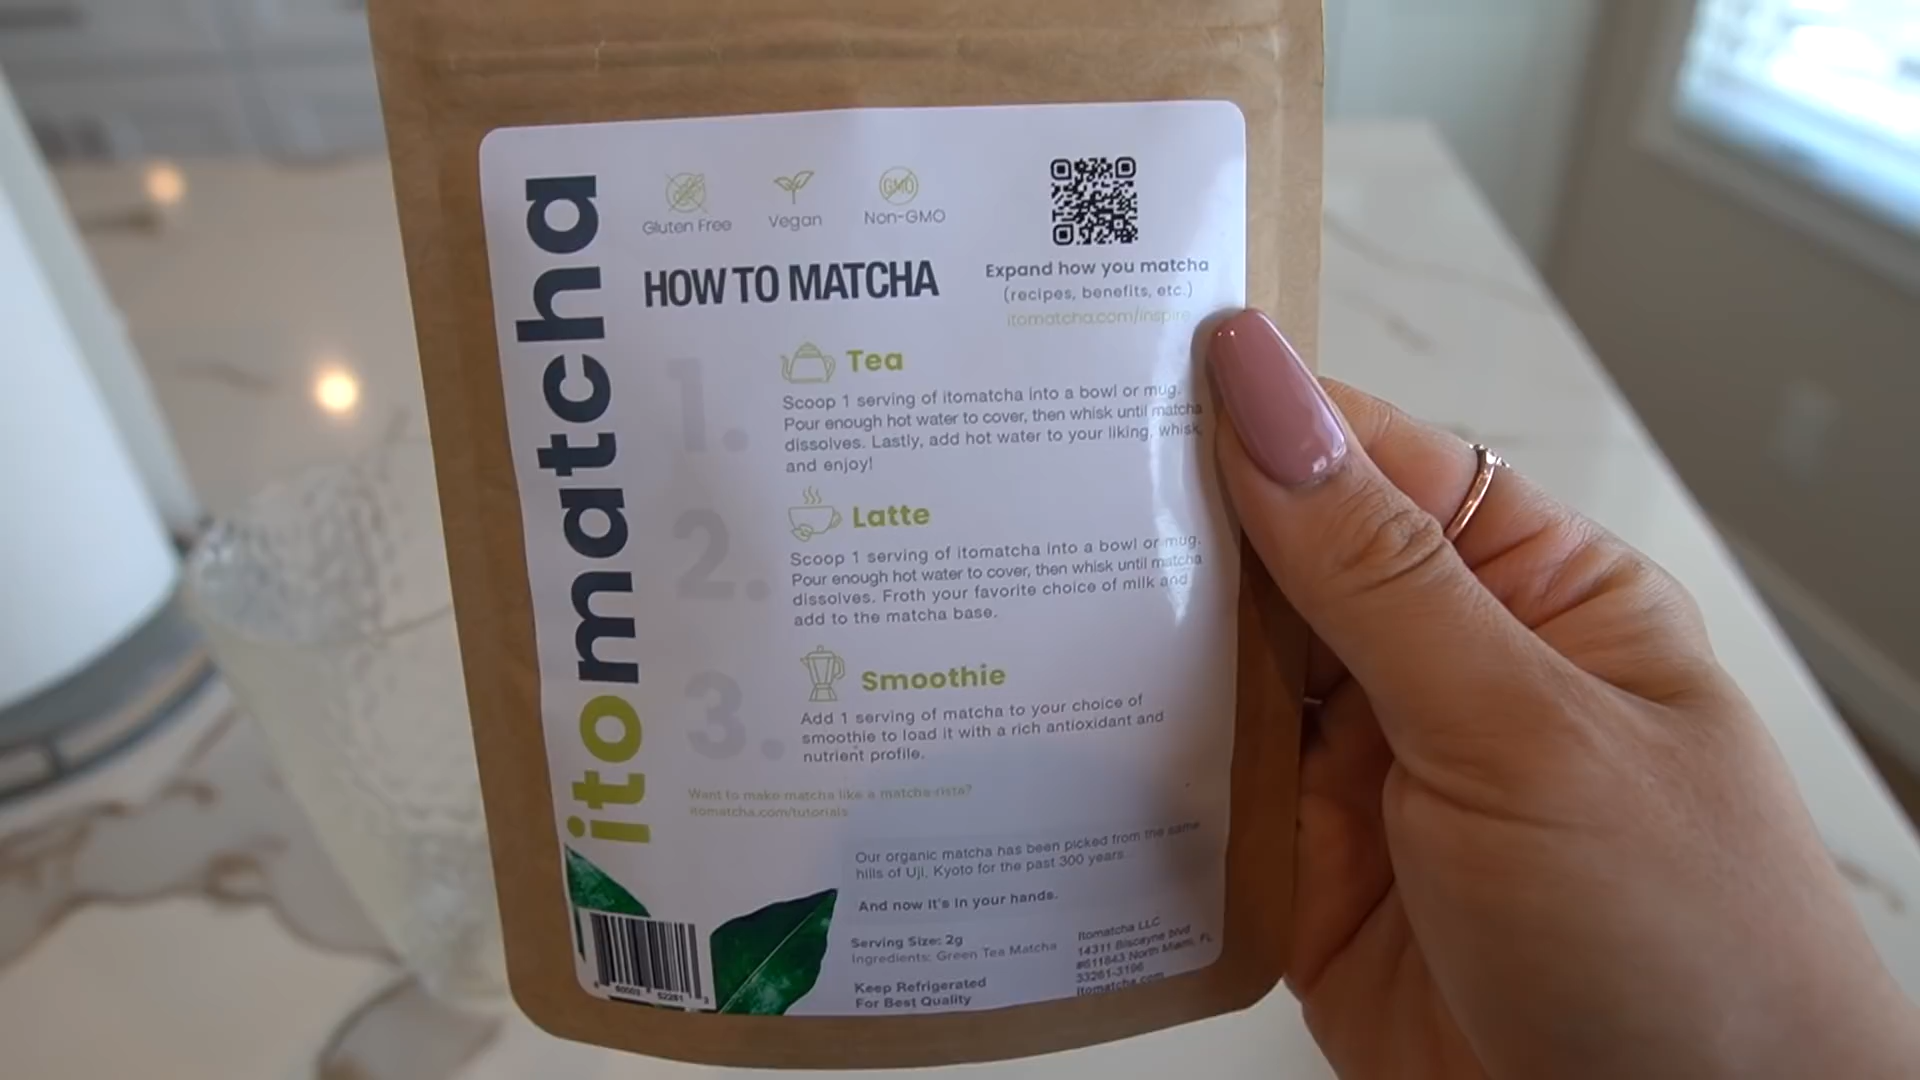 itomatcha
Gluten Free
Vegan
Non-GMO
GMO
HOW TO MATCHA
Expand how you matcha
(recipes, benefits, etc.)
itomatcha.com/inspire
1.
Tea
Scoop 1 serving of itomatcha into a bowl or mug.
Pour enough hot water to cover, then whisk until matcha
dissolves. Lastly, add hot water to your liking, whisk,
and enjoy!
2.
Latte
Scoop 1 serving of itomatcha into a bowl or mug.
Pour enough hot water to cover, then whisk until matcha
dissolves. Froth your favorite choice of milk and
add to the matcha base.
3.
Smoothie
Add 1 serving of matcha to your choice of
smoothie to load it with a rich antioxidant and
nutrient profile.
Want to make matcha like a matcha-rista?
itomatcha.com/tutorials
Our organic matcha has been picked from the same
hills of Uji, Kyoto for the past 300 years.
And now it's in your hands.
Serving Size: 2g
Ingredients: Green Tea Matcha
Keep Refrigerated
For Best Quality
Itomatcha LLC
14311 Biscayne blvd
#611843 North Miami, FL
33261-3196
itomatcha.com